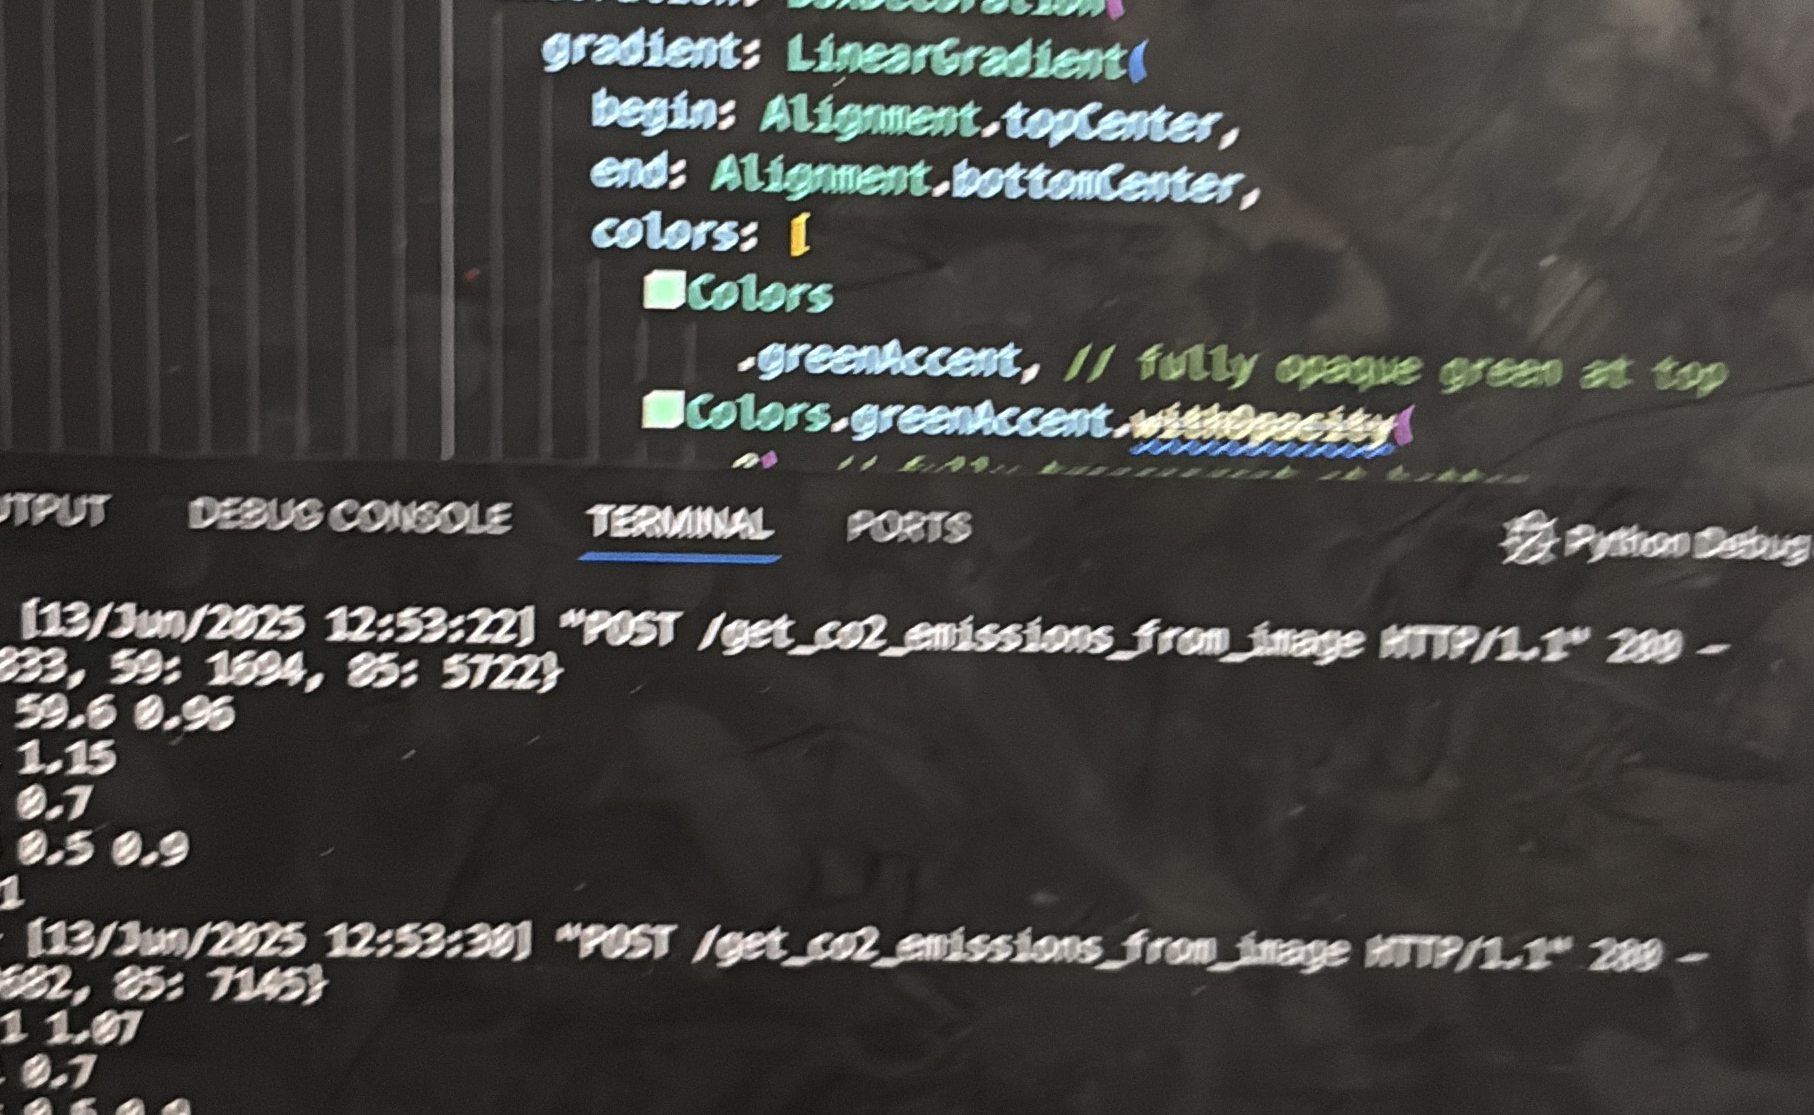 BoxDecoration(
gradient: LinearGradient(
begin: Alignment.topCenter,
end: Alignment.bottomCenter,
colors: [
Colors
.greenAccent, // fully opaque green at top
Colors.greenAccent.withOpacity(
UTPUT DEBUG CONSOLE TERMINAL PORTS Python Debug
[13/Jun/2025 12:53:22] "POST /get_co2_emissions_from_image HTTP/1.1" 200 -
833, 59: 1694, 85: 5722}
59.6 0.96
1.15
0.7
0.5 0.9
1
[13/Jun/2025 12:53:30] "POST /get_co2_emissions_from_image HTTP/1.1" 200 -
682, 85: 7145}
1 1.07
0.7